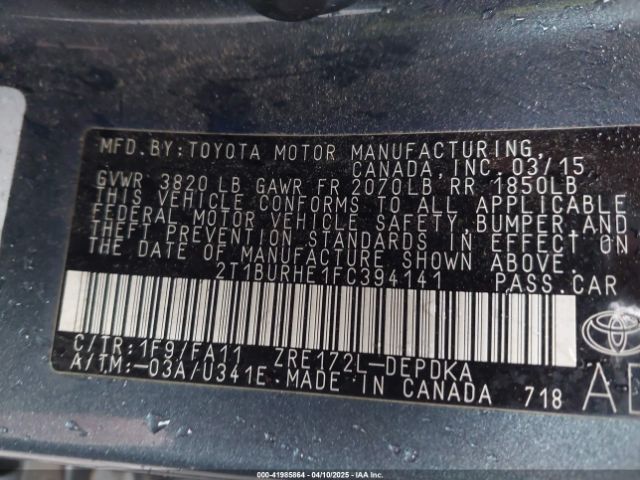 MFD. BY: TOYOTA MOTOR MANUFACTURING,
CANADA, INC. 03/15
GVWR 3820 LB GAWR FR 2070LB RR 1850LB
THIS VEHICLE CONFORMS TO ALL APPLICABLE
FEDERAL MOTOR VEHICLE SAFETY, BUMPER, AND
THEFT PREVENTION STANDARDS IN EFFECT ON
THE DATE OF MANUFACTURE SHOWN ABOVE.
2T1BURHE1FC394141 PASS. CAR
C/TR: 1F9/FA11 ZRE172L-DEPDKA
A/TM: -03A/U341E MADE IN CANADA 718
000-41985864 - 04/10/2025 - IAA Inc.